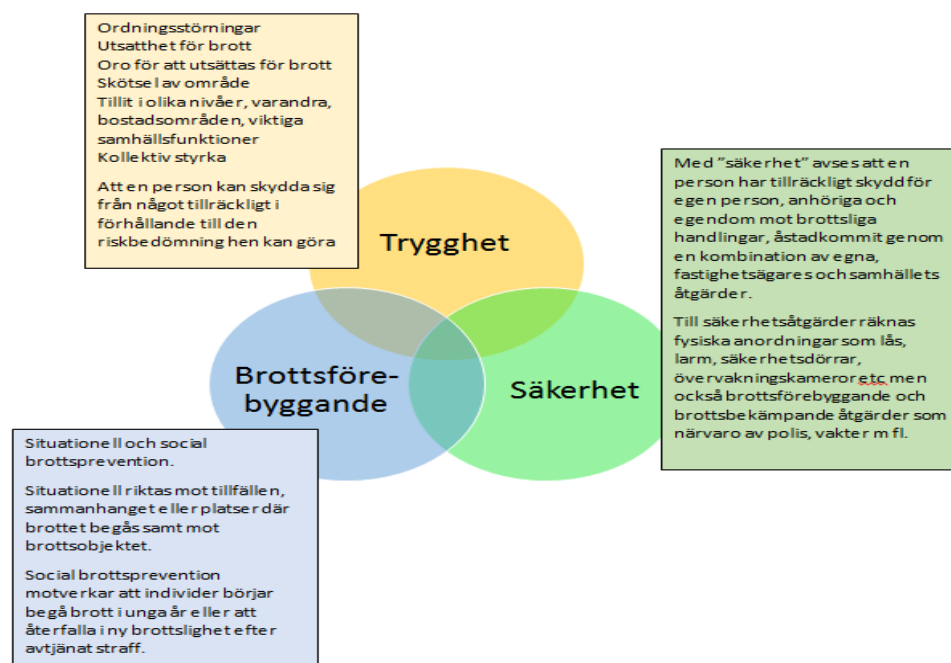 Ordningsstörningar
Utsatthet för brott
Oro för att utsättas för brott
Skötsel av område
Tillit i olika nivåer, varandra,
bostadsområden, viktiga
samhällsfunktioner
Kollektiv styrka
Att en person kan skydda sig
från något tillräckligt i
förhållande till den
riskbedömning hen kan göra
Trygghet
Med ”säkerhet” avses att en
person har tillräckligt skydd för
egen person, anhöriga och
egendom mot brottsliga
handlingar, åstadkommit genom
en kombination av egna,
fastighetsägares och samhällets
åtgärder.
Till säkerhetsåtgärder räknas
fysiska anordningar som lås,
larm, säkerhetsdörrar,
övervakningskameror etc men
också brottsförebyggande och
brottsbekämpande åtgärder som
närvaro av polis, vakter m fl.
Brottsföre-
byggande
Säkerhet
Situationell och social
brottsprevention.
Situationell riktas mot tillfällen,
sammanhanget eller platser där
brottet begås samt mot
brottsobjektet.
Social brottsprevention
motverkar att individer börjar
begå brott i unga år eller att
återfalla i ny brottslighet efter
avtjänat straff.